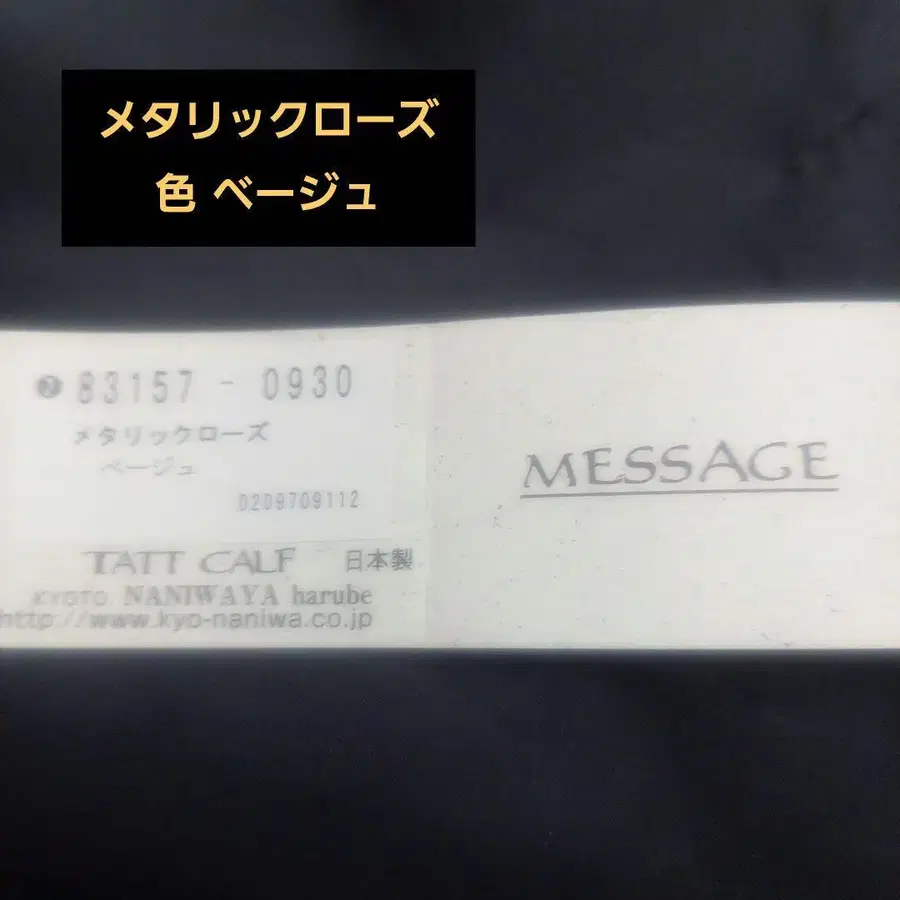 メタリックローズ
色 ベージュ
83157 - 0930
メタリックローズ
ベージュ
0209709112
TATT CALF 日本製
KYOTO NANIWAYA harube
http://www.kyo-naniwa.co.jp
MESSAGE